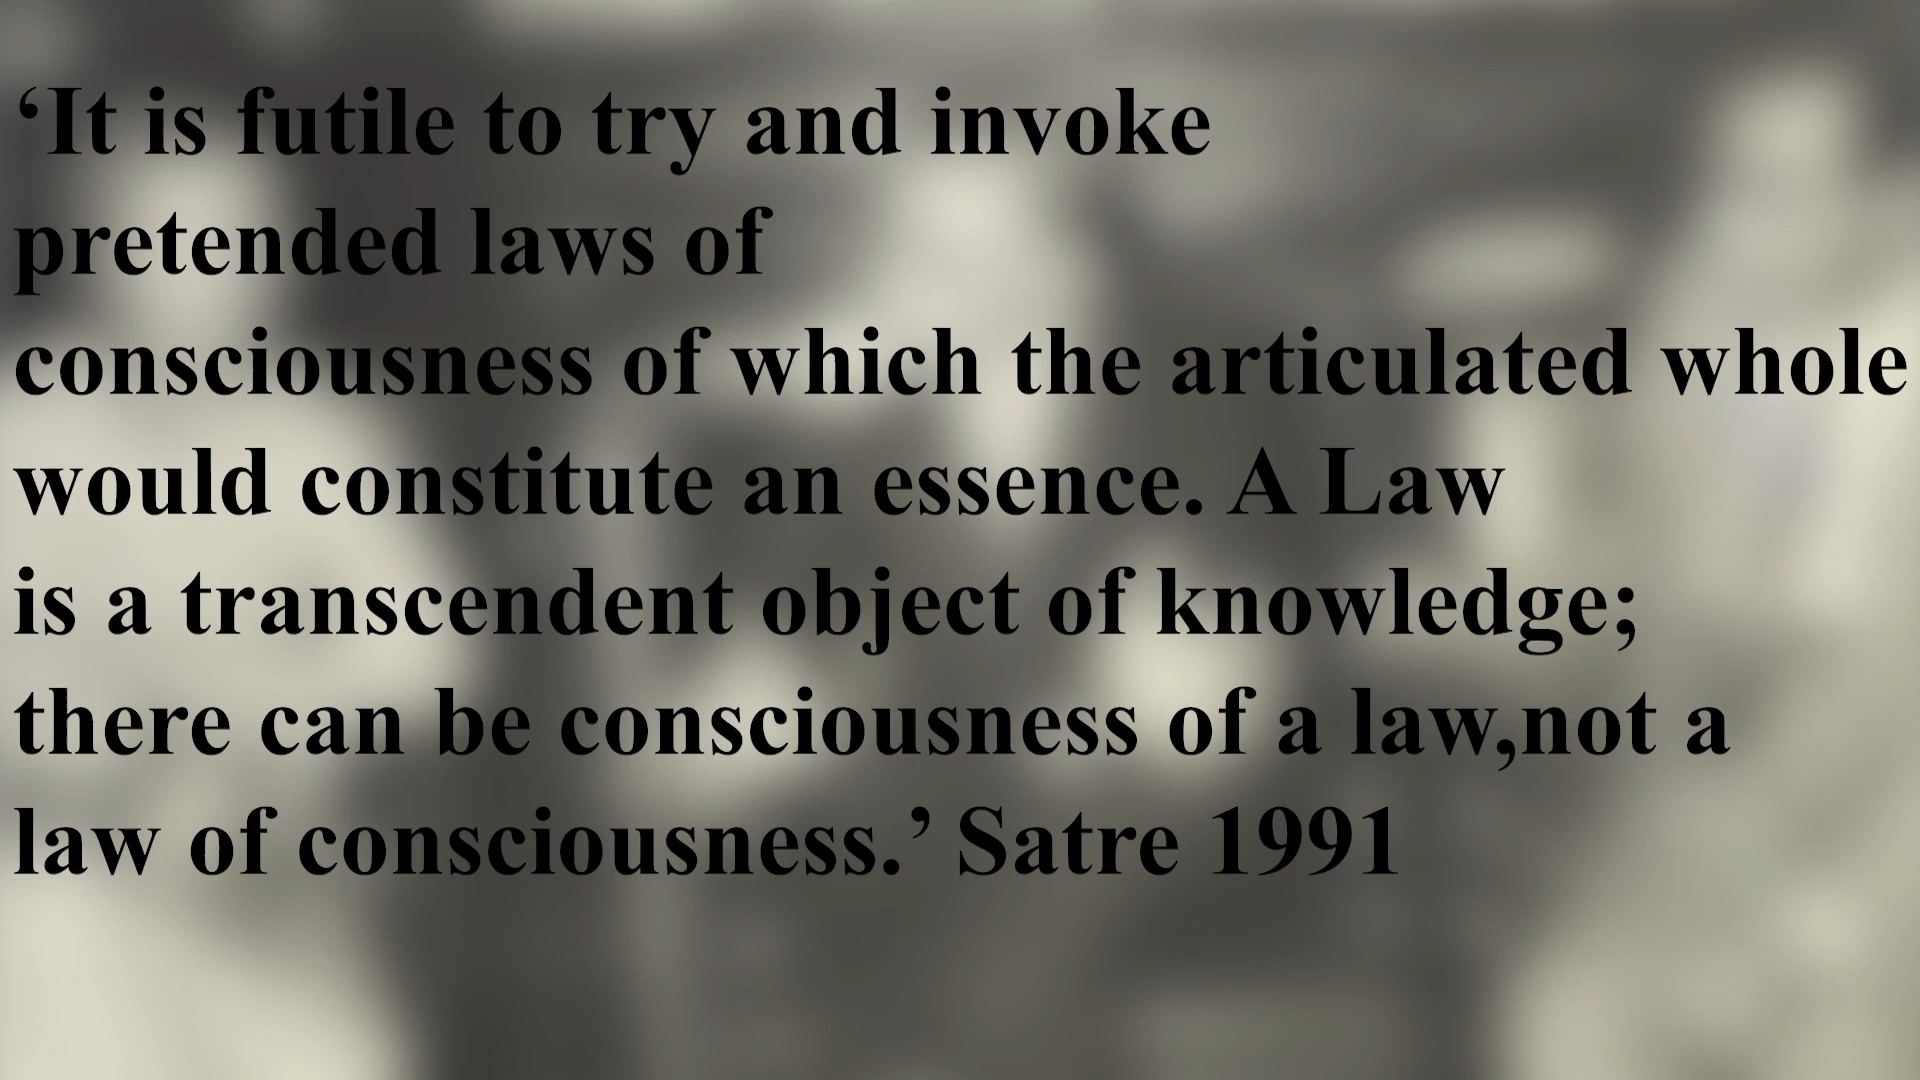 ‘It is futile to try and invoke
pretended laws of
consciousness of which the articulated whole
would constitute an essence. A Law
is a transcendent object of knowledge;
there can be consciousness of a law,not a
law of consciousness.’ Satre 1991